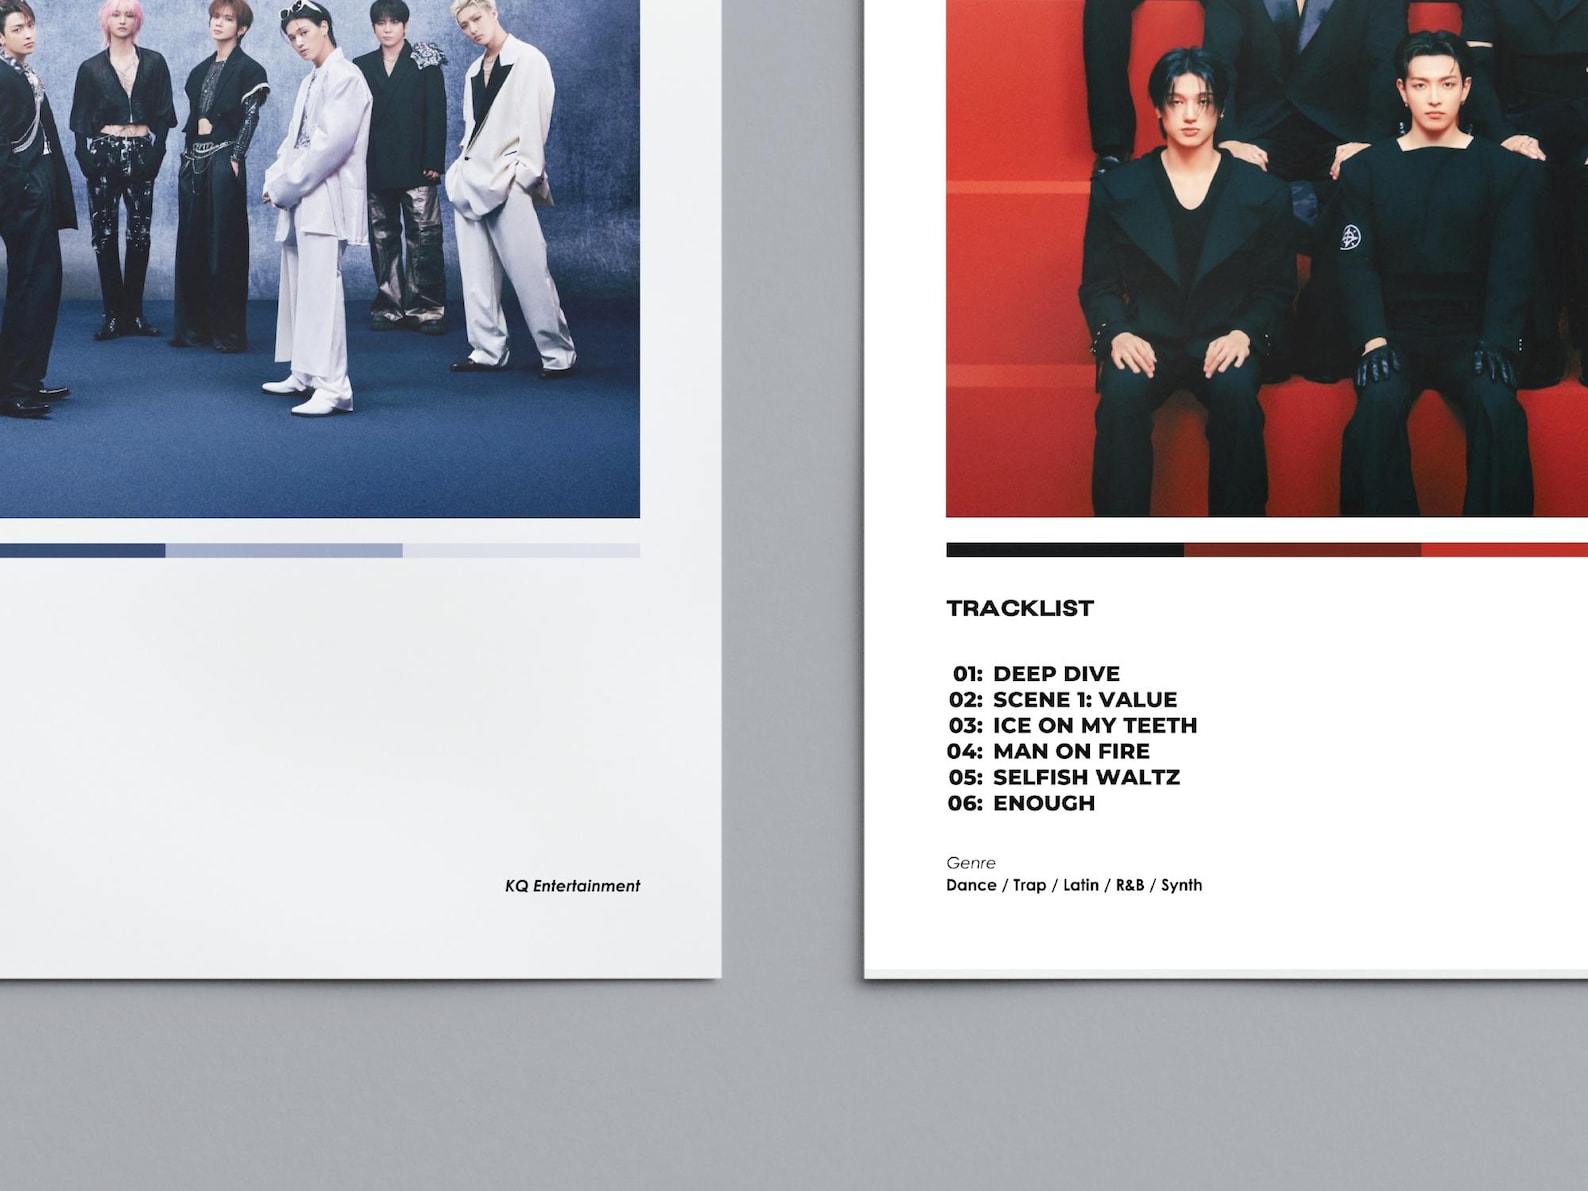 KQ Entertainment
TRACKLIST
01: DEEP DIVE
02: SCENE 1: VALUE
03: ICE ON MY TEETH
04: MAN ON FIRE
05: SELFISH WALTZ
06: ENOUGH
Genre
Dance / Trap / Latin / R&B / Synth